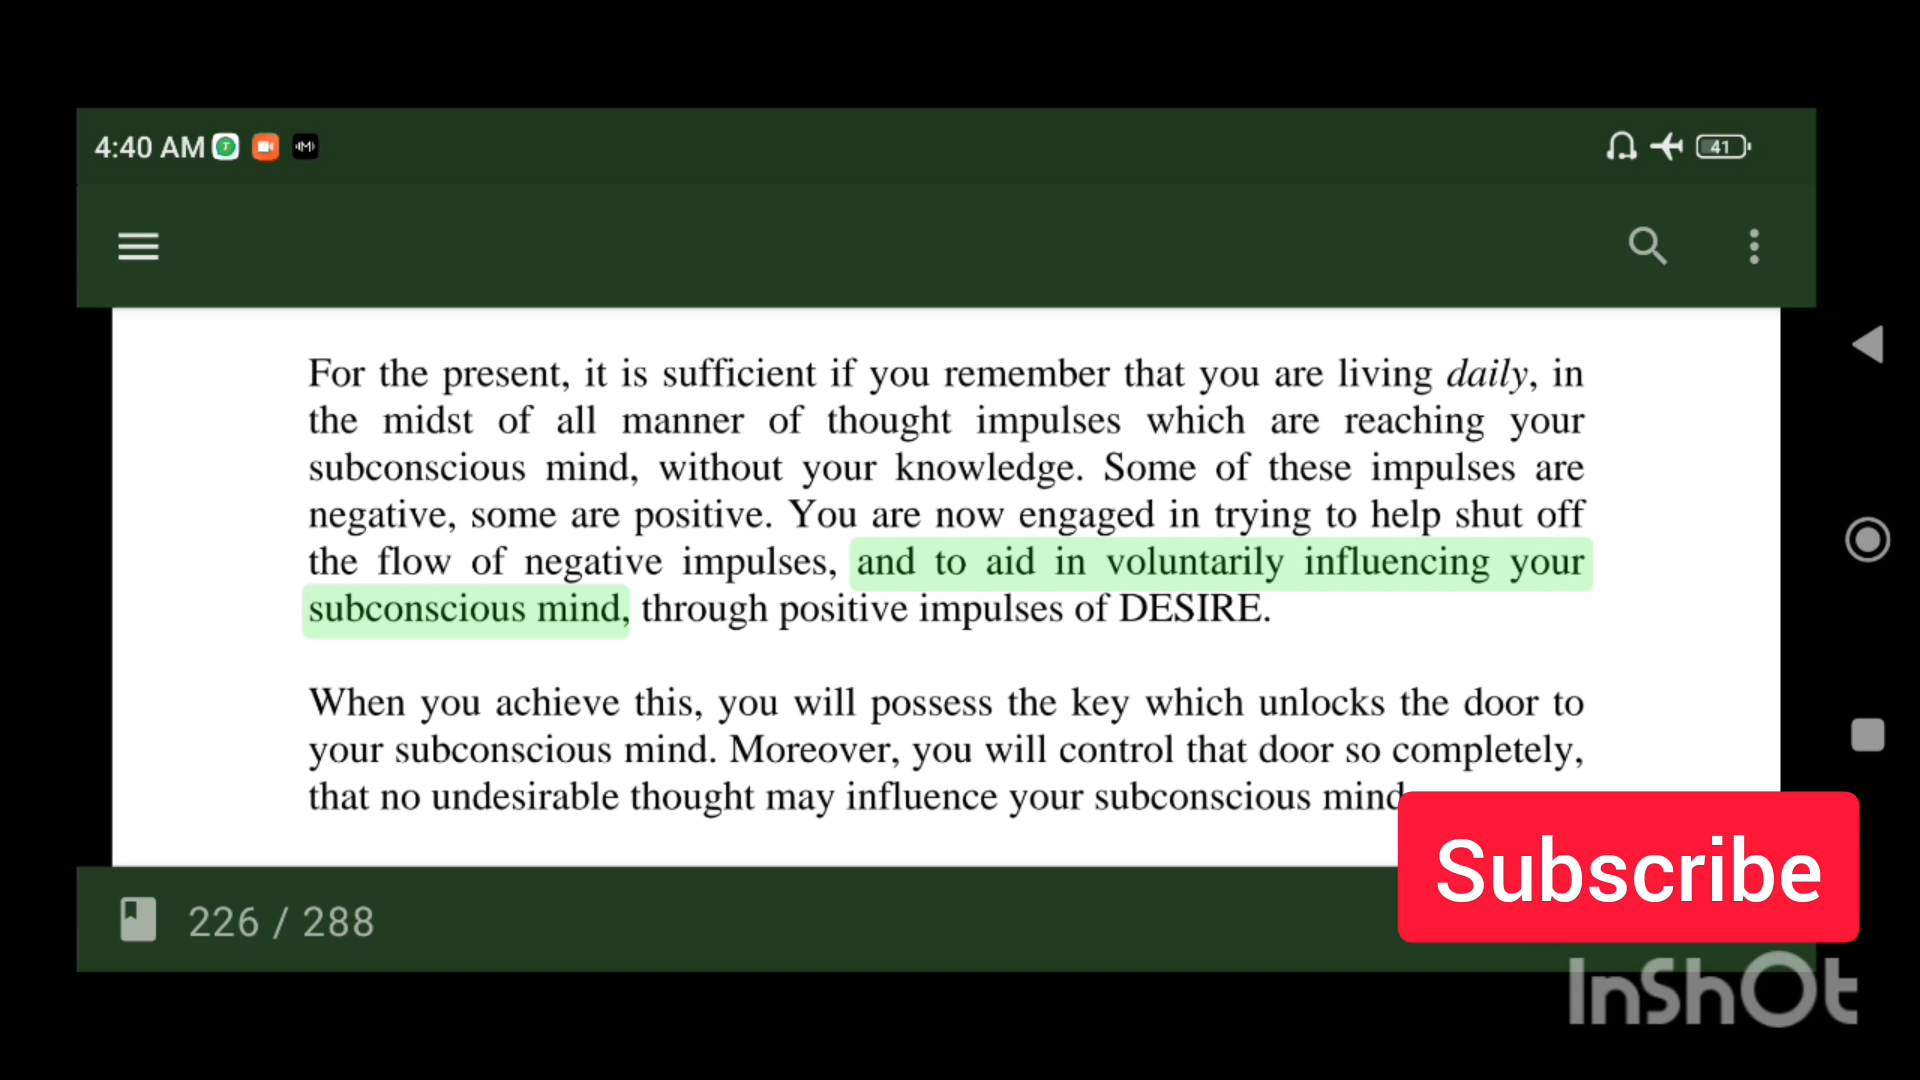 4:40 AM
41
For the present, it is sufficient if you remember that you are living daily, in
the midst of all manner of thought impulses which are reaching your
subconscious mind, without your knowledge. Some of these impulses are
negative, some are positive. You are now engaged in trying to help shut off
the flow of negative impulses, and to aid in voluntarily influencing your
subconscious mind, through positive impulses of DESIRE.
When you achieve this, you will possess the key which unlocks the door to
your subconscious mind. Moreover, you will control that door so completely,
that no undesirable thought may influence your subconscious mind
Subscribe
226 / 288
InShOt